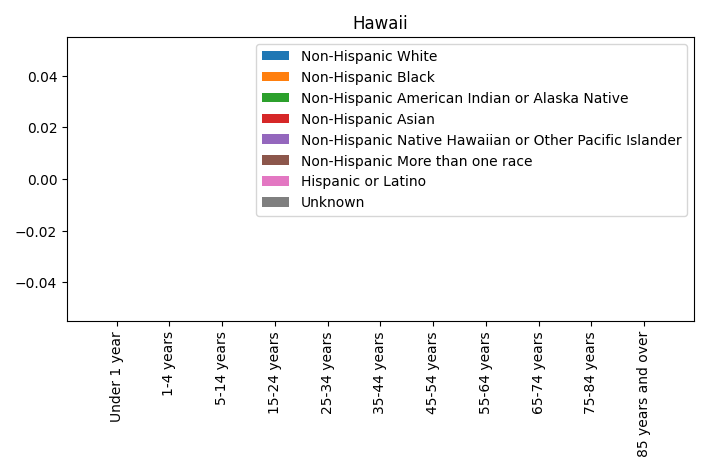 Hawaii
Non-Hispanic White
Non-Hispanic Black
Non-Hispanic American Indian or Alaska Native
Non-Hispanic Asian
Non-Hispanic Native Hawaiian or Other Pacific Islander
Non-Hispanic More than one race
Hispanic or Latino
Unknown
0.04
0.02
0.00
−0.02
−0.04
Under 1 year
1-4 years
5-14 years
15-24 years
25-34 years
35-44 years
45-54 years
55-64 years
65-74 years
75-84 years
85 years and over